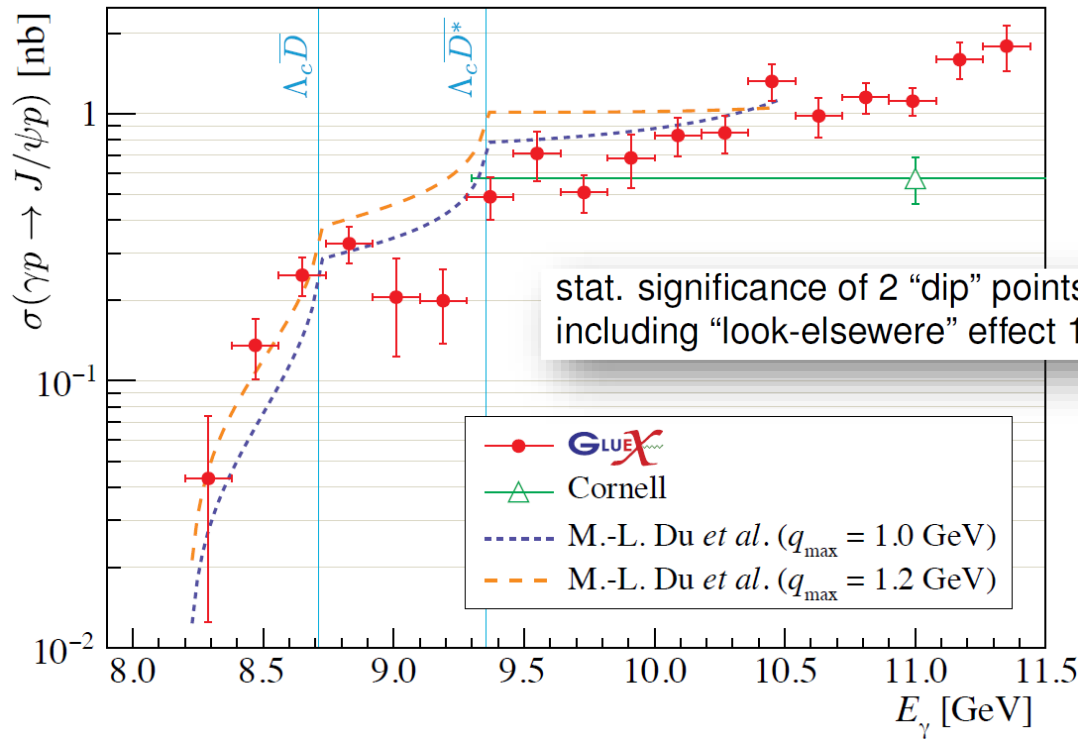 σ(γp → J/ψp) [nb]
Λ_c D̅
Λ_c D̅*
1
10⁻¹
10⁻²
stat. significance of 2 “dip” points
including “look-elsewere” effect 1
GLUEX
Cornell
M.-L. Du et al. (q_max = 1.0 GeV)
M.-L. Du et al. (q_max = 1.2 GeV)
8.0 8.5 9.0 9.5 10.0 10.5 11.0 11.5
E_γ [GeV]